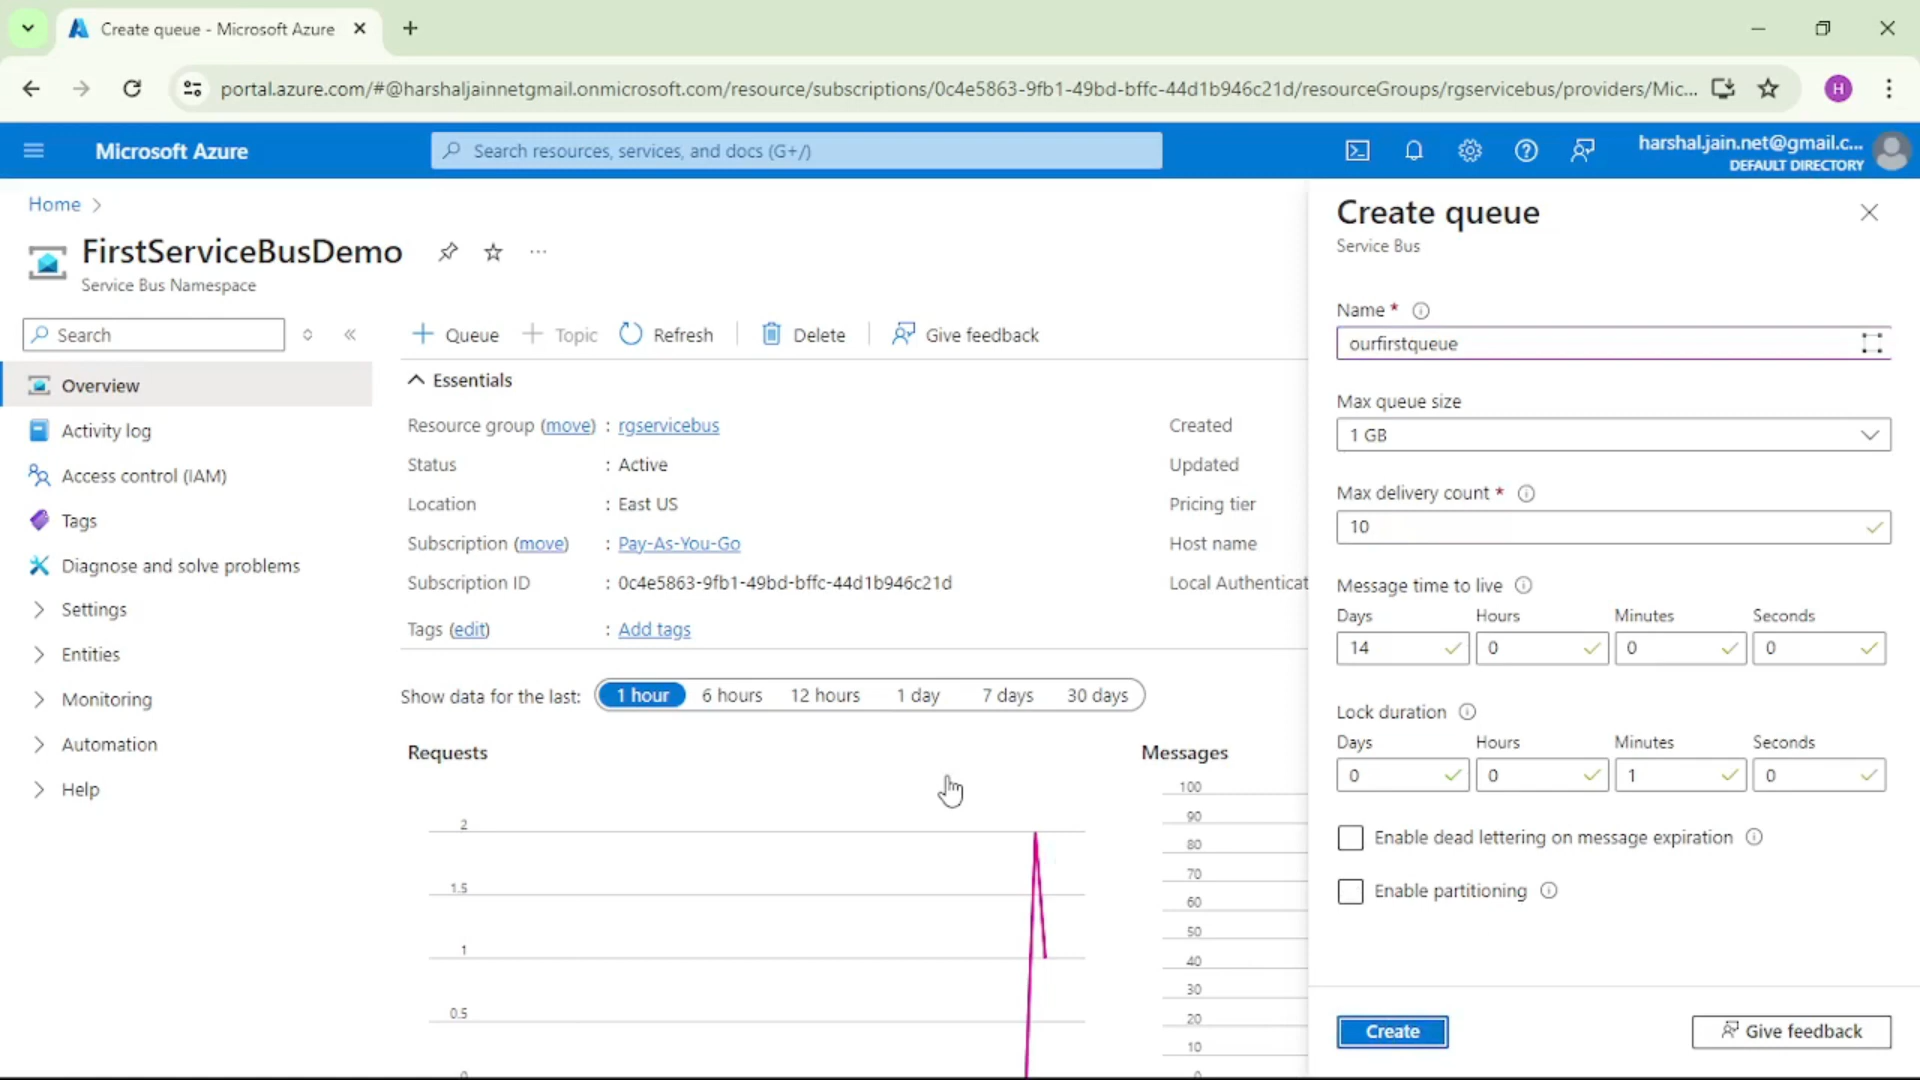 Create queue - Microsoft Azure
portal.azure.com/#@harshaljainnetgmail.onmicrosoft.com/resource/subscriptions/0c4e5863-9fb1-49bd-bffc-44d1b946c21d/resourceGroups/rgservicebus/providers/Mic...
H
Microsoft Azure
Search resources, services, and docs (G+/)
harshal.jain.net@gmail.c...
DEFAULT DIRECTORY
Home
FirstServiceBusDemo
Service Bus Namespace
Search
Overview
Activity log
Access control (IAM)
Tags
Diagnose and solve problems
Settings
Entities
Monitoring
Automation
Help
Queue Topic Refresh Delete Give feedback
Essentials
Resource group (move) : rgservicebus
Status : Active
Location : East US
Subscription (move) : Pay-As-You-Go
Subscription ID : 0c4e5863-9fb1-49bd-bffc-44d1b946c21d
Tags (edit) : Add tags
Created
Updated
Pricing tier
Host name
Local Authenticat
Show data for the last: 1 hour 6 hours 12 hours 1 day 7 days 30 days
Requests
2
1.5
1
0.5
0
Messages
100
90
80
70
60
50
40
30
20
10
0
Create queue
Service Bus
Name *
ourfirstqueue
Max queue size
1 GB
Max delivery count *
10
Message time to live
Days Hours Minutes Seconds
14 0 0 0
Lock duration
Days Hours Minutes Seconds
0 0 1 0
Enable dead lettering on message expiration
Enable partitioning
Create
Give feedback